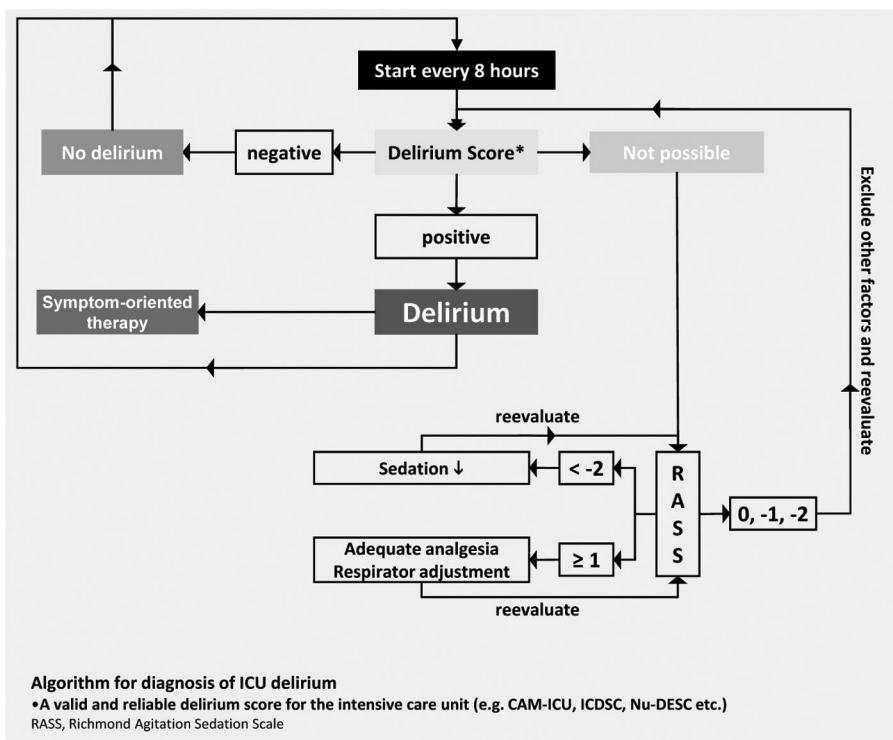 Start every 8 hours
No delirium
negative
Delirium Score*
Not possible
positive
Symptom-oriented
therapy
Delirium
Exclude other factors and reevaluate
reevaluate
Sedation ↓
< -2
R
A
S
S
0, -1, -2
Adequate analgesia
Respirator adjustment
≥ 1
reevaluate
Algorithm for diagnosis of ICU delirium
•A valid and reliable delirium score for the intensive care unit (e.g. CAM-ICU, ICDSC, Nu-DESC etc.)
RASS, Richmond Agitation Sedation Scale